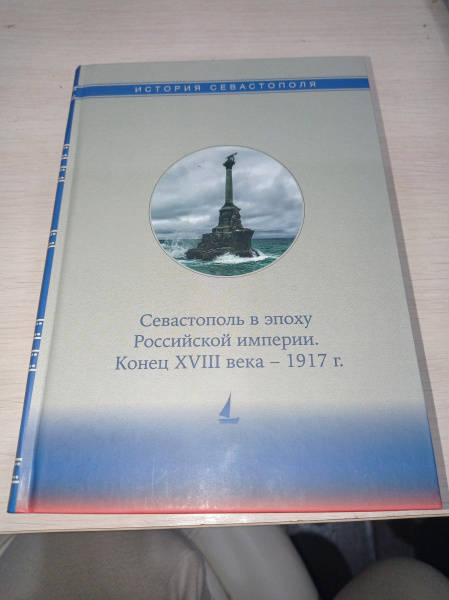 ИСТОРИЯ СЕВАСТОПОЛЯ
Севастополь в эпоху
Российской империи.
Конец XVIII века – 1917 г.